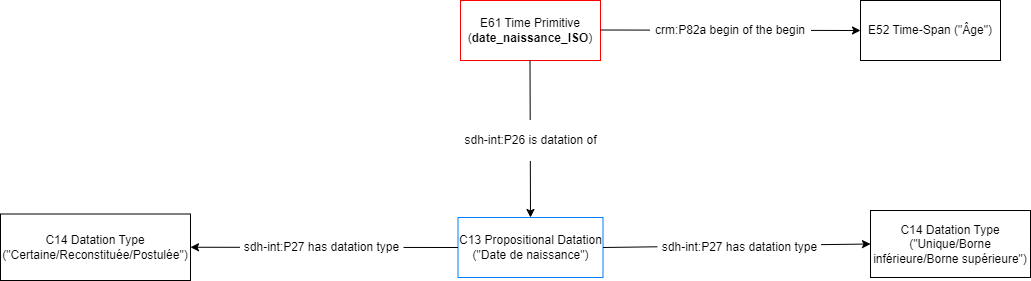 E61 Time Primitive
(date_naissance_ISO)
crm:P82a begin of the begin
E52 Time-Span ("Âge")
sdh-int:P26 is datation of
C14 Datation Type
("Certaine/Reconstituée/Postulée")
sdh-int:P27 has datation type
C13 Propositional Datation
("Date de naissance")
sdh-int:P27 has datation type
C14 Datation Type
("Unique/Borne
inférieure/Borne supérieure")